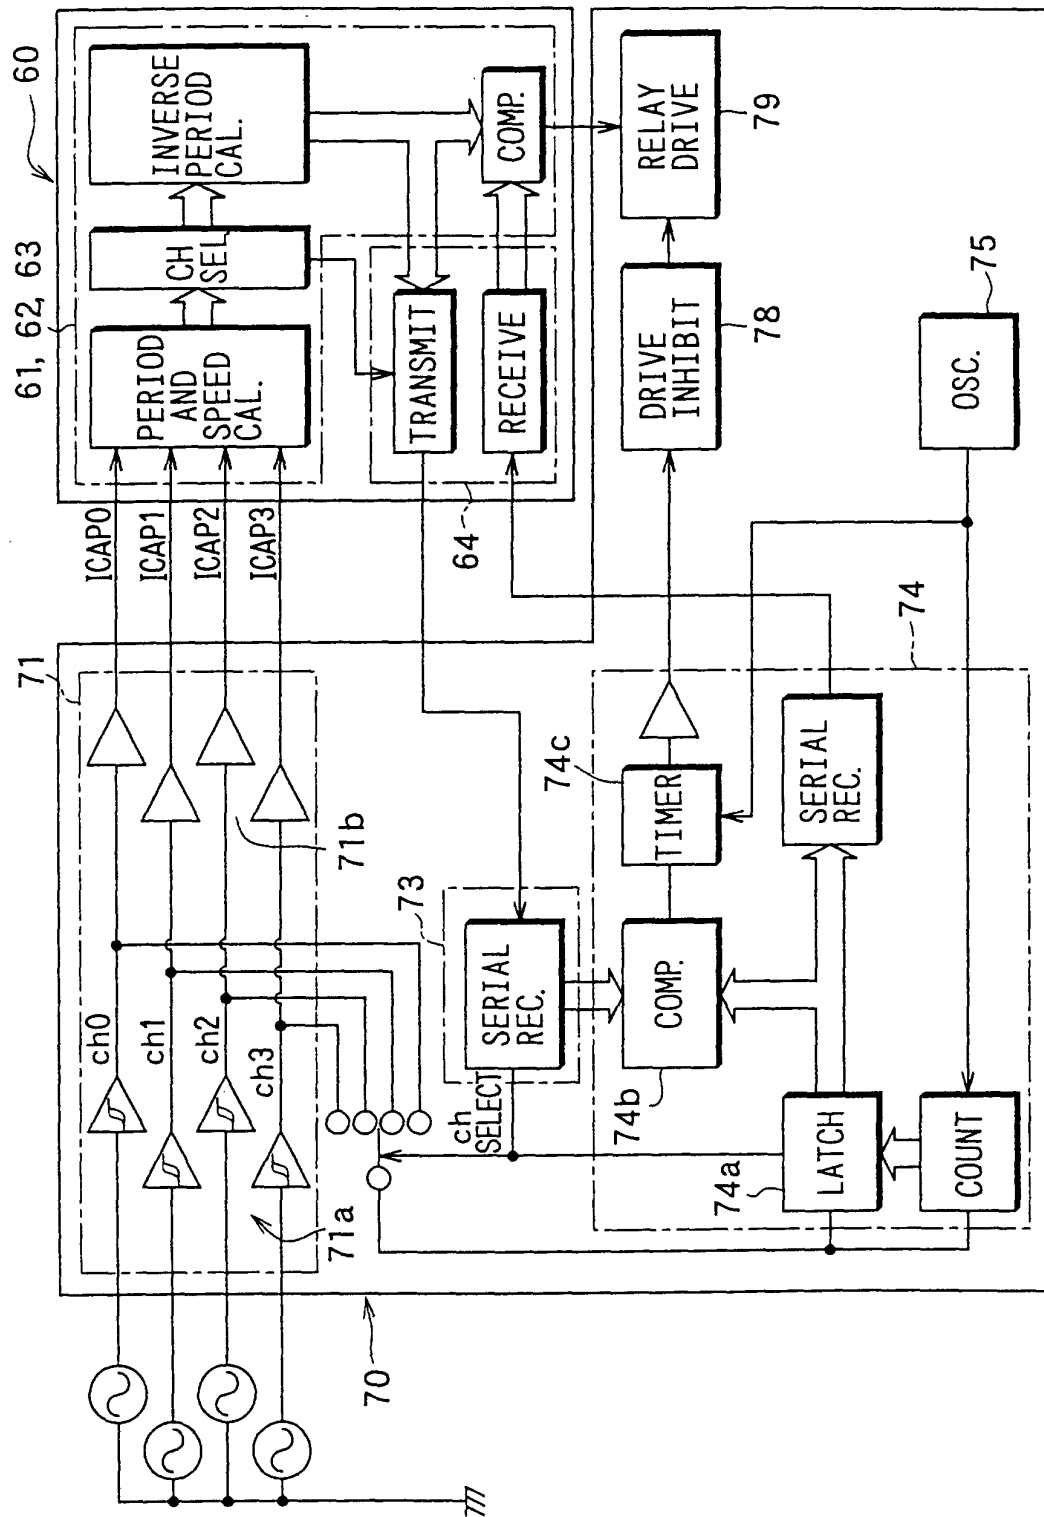 60
61, 62, 63
INVERSE
PERIOD
CAL.
CH
SEL
PERIOD
AND
SPEED
CAL.
COMP.
TRANSMIT
RECEIVE
64
ICAP0
ICAP1
ICAP2
ICAP3
71
ch0
ch1
ch2
ch3
71b
71a
70
73
SERIAL
REC.
ch
SELECT
RELAY
DRIVE
79
DRIVE
INHIBIT
78
OSC.
75
74
74c
TIMER
SERIAL
REC.
COMP.
74b
LATCH
74a
COUNT